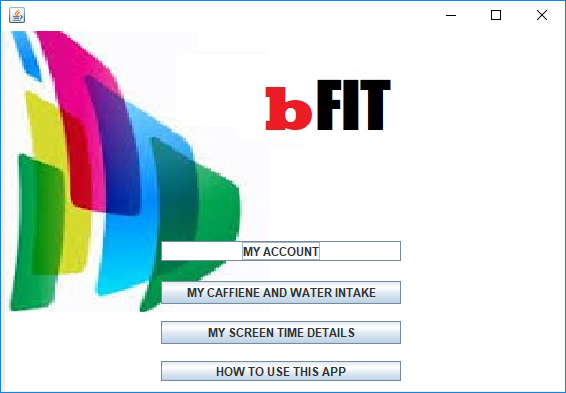 bFIT
MY ACCOUNT
MY CAFFIENE AND WATER INTAKE
MY SCREEN TIME DETAILS
HOW TO USE THIS APP